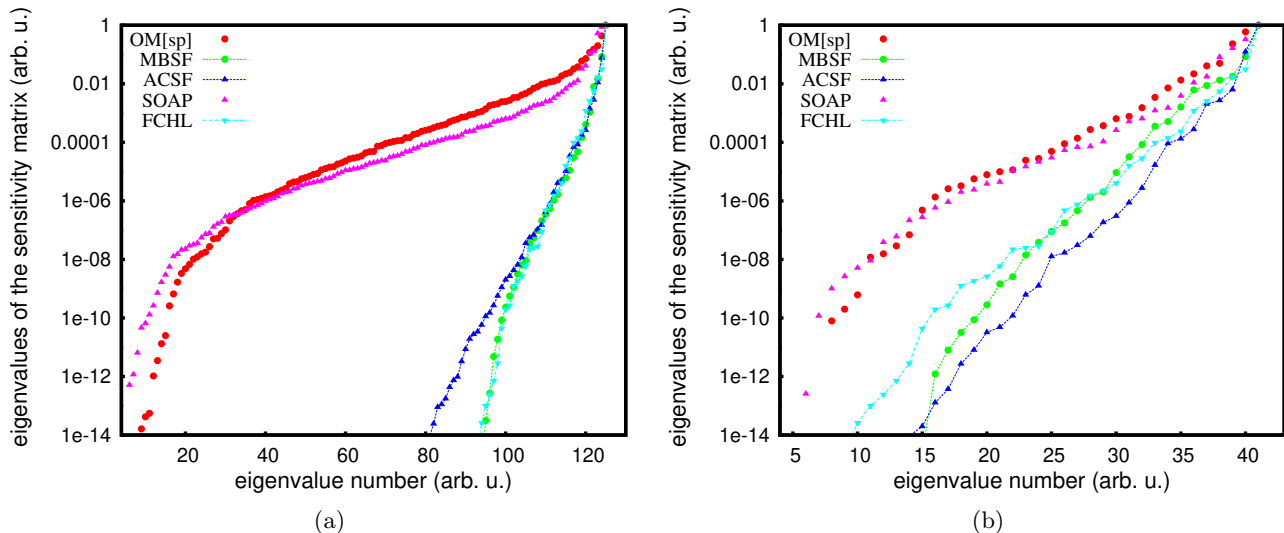 eigenvalues of the sensitivity matrix (arb. u.)
1
0.01
0.0001
1e-06
1e-08
1e-10
1e-12
1e-14
OM[sp]
MBSF
ACSF
SOAP
FCHL
20 40 60 80 100 120
eigenvalue number (arb. u.)
(a)
eigenvalues of the sensitivity matrix (arb. u.)
1
0.01
0.0001
1e-06
1e-08
1e-10
1e-12
1e-14
OM[sp]
MBSF
ACSF
SOAP
FCHL
5 10 15 20 25 30 35 40
eigenvalue number (arb. u.)
(b)